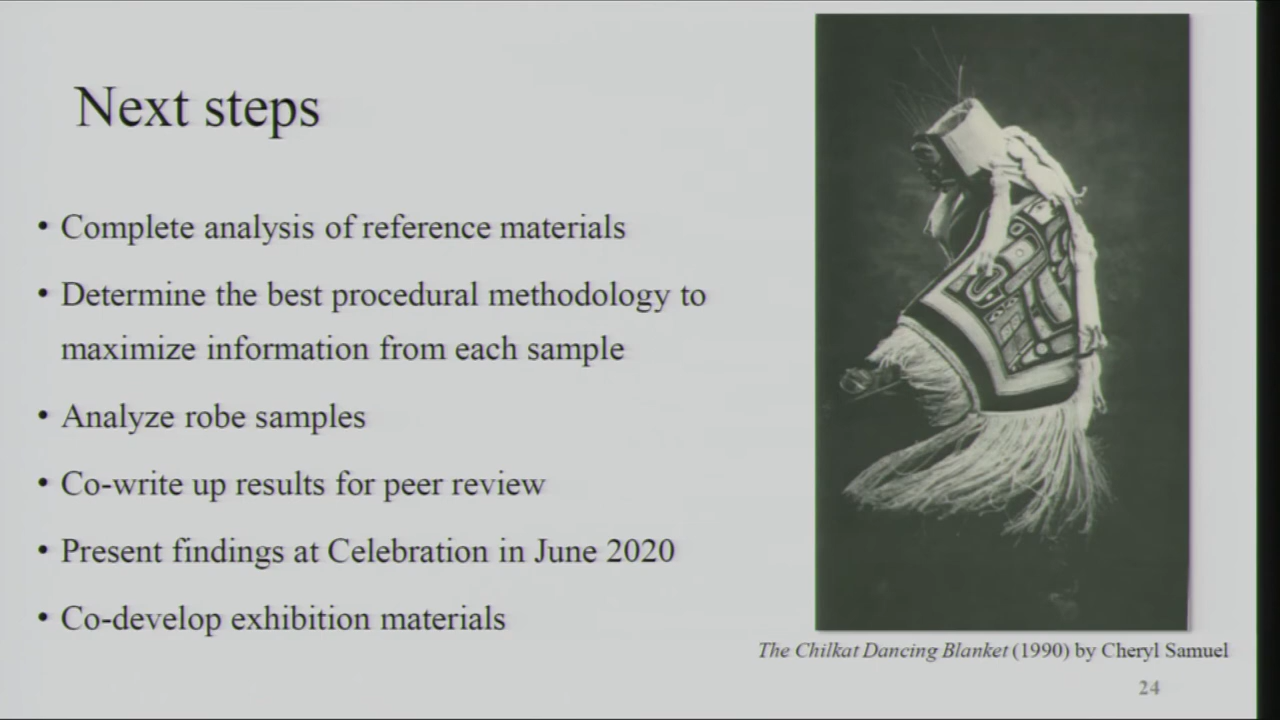 Next steps
• Complete analysis of reference materials
• Determine the best procedural methodology to
maximize information from each sample
• Analyze robe samples
• Co-write up results for peer review
• Present findings at Celebration in June 2020
• Co-develop exhibition materials
The Chilkat Dancing Blanket (1990) by Cheryl Samuel
24